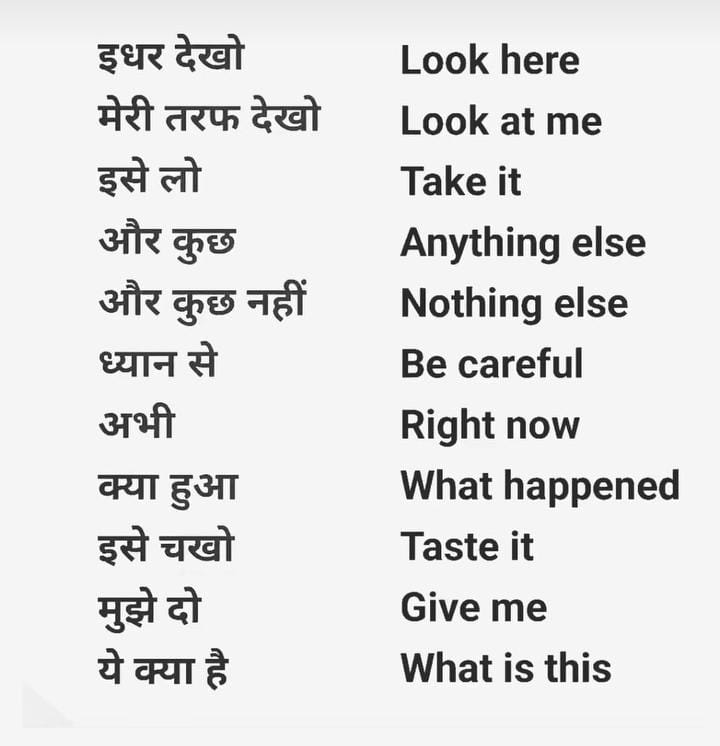 इधर देखो Look here
मेरी तरफ देखो Look at me
इसे लो Take it
और कुछ Anything else
और कुछ नहीं Nothing else
ध्यान से Be careful
अभी Right now
क्या हुआ What happened
इसे चखो Taste it
मुझे दो Give me
ये क्या है What is this